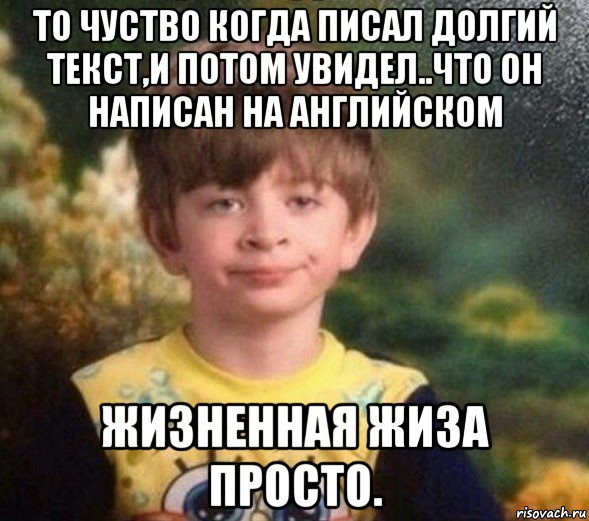 ТО ЧУСТВО КОГДА ПИСАЛ ДОЛГИЙ
ТЕКСТ,И ПОТОМ УВИДЕЛ..ЧТО ОН
НАПИСАН НА АНГЛИЙСКОМ
ЖИЗНЕННАЯ ЖИЗА
ПРОСТО.
risovach.ru